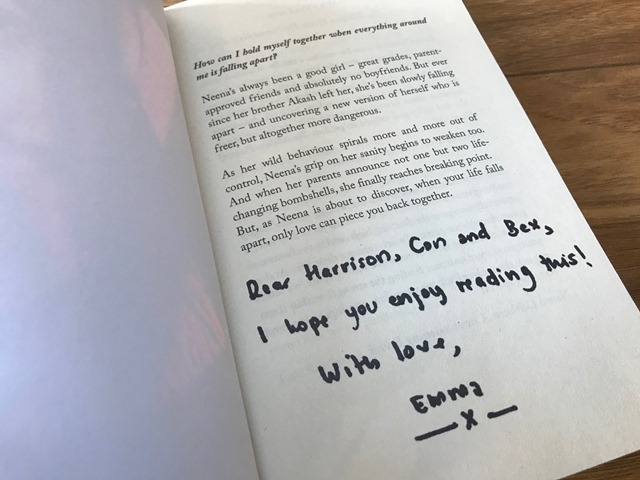 How can I hold myself together when everything around
me is falling apart?
Neena's always been a good girl – great grades, parent-
approved friends and absolutely no boyfriends. But ever
since her brother Akash left her, she's been slowly falling
apart – and uncovering a new version of herself who is
freer, but altogether more dangerous.
As her wild behaviour spirals more and more out of
control, Neena's grip on her sanity begins to weaken too.
And when her parents announce not one but two life-
changing bombshells, she finally reaches breaking point.
But, as Neena is about to discover, when your life falls
apart, only love can piece you back together.
Dear Harrison, Con and Bex,
I hope you enjoy reading this!
With love,
Emma
X